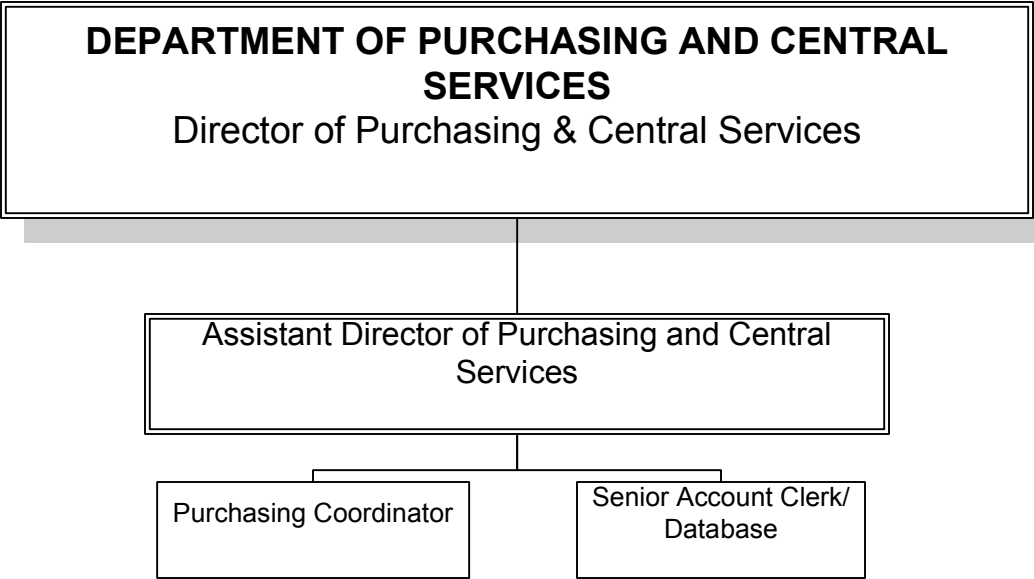 DEPARTMENT OF PURCHASING AND CENTRAL
SERVICES
Director of Purchasing & Central Services
Assistant Director of Purchasing and Central
Services
Purchasing Coordinator
Senior Account Clerk/
Database